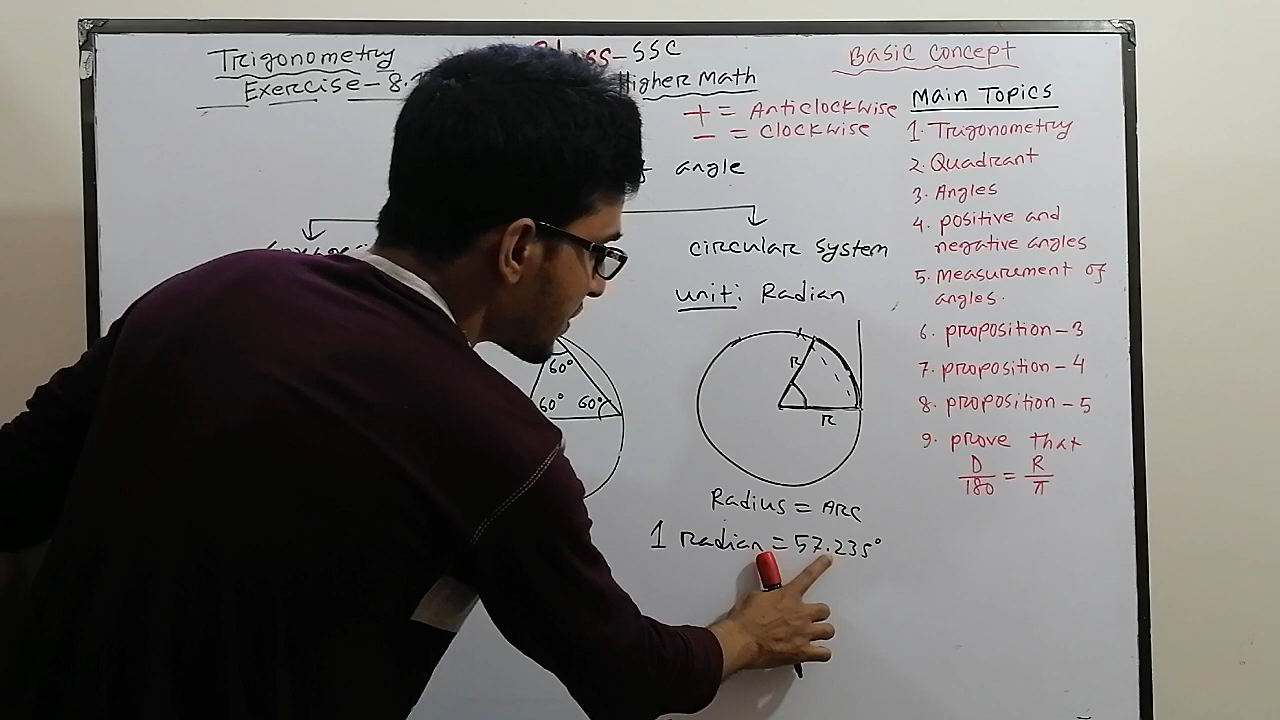 Trigonometry
Exercise - 8.
SSC
Higher Math
Basic Concept
+ = Anticlockwise
- = Clockwise
angle
circular system
unit: Radian
60°
60° 60°
R
R
Radius = Arc
1 radian = 57.235°
Main Topics
1. Trigonometry
2. Quadrant
3. Angles
4. positive and
negative angles
5. Measurement of
angles.
6. proposition - 3
7. proposition - 4
8. proposition - 5
9. prove that
D/180 = R/π